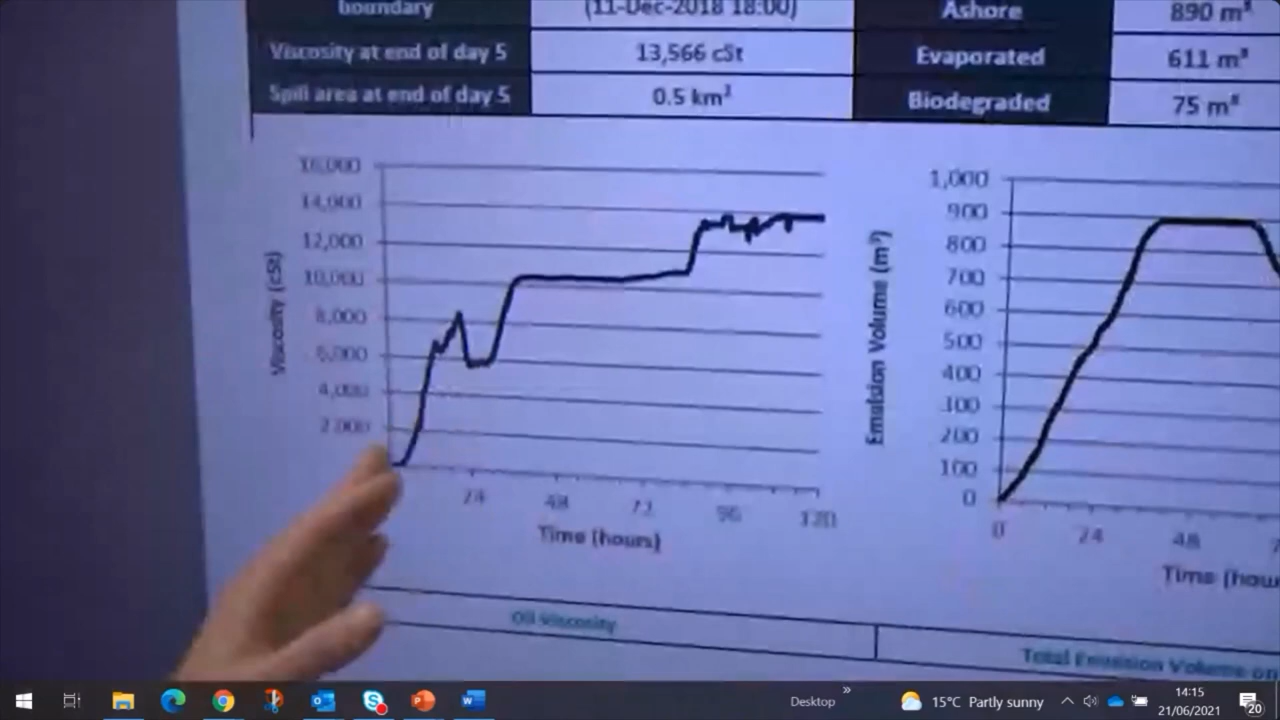 boundary (11-Dec-2018 18:00) Ashore 890 m³
Viscosity at end of day 5 13,566 cSt Evaporated 611 m³
Spill area at end of day 5 0.5 km² Biodegraded 75 m³
16,000
14,000
12,000
10,000
8,000
6,000
4,000
2,000
Viscosity (cSt)
24 48 72 96 120
Time (hours)
1,000
900
800
700
600
500
400
300
200
100
0
Emulsion Volume (m³)
0 24 48
Time (hou
Oil Viscosity
Total Emulsion Volume on
Desktop
»
15°C Partly sunny
14:15
21/06/2021
20